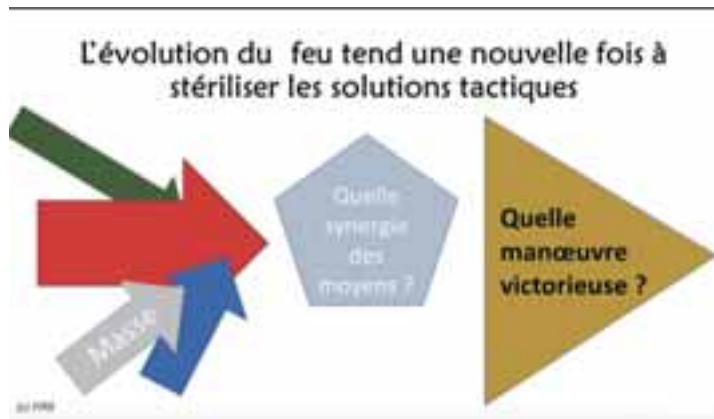 L'évolution du feu tend une nouvelle fois à
stériliser les solutions tactiques
Quelle
synergie
des
moyens ?
Quelle
manœuvre
victorieuse ?
Masse